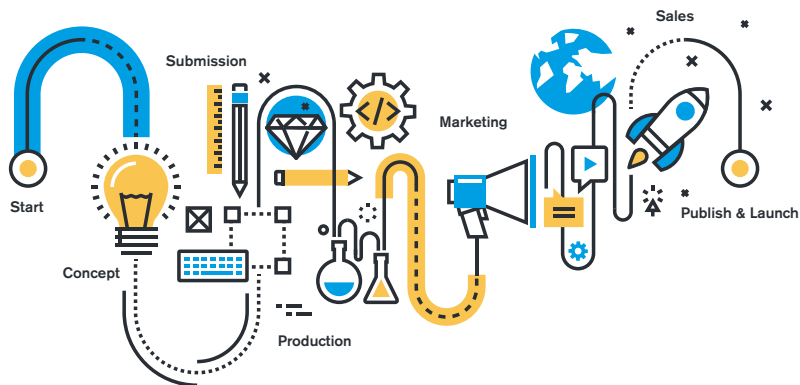 Start
Concept
Submission
Production
</>
Marketing
Sales
Publish & Launch